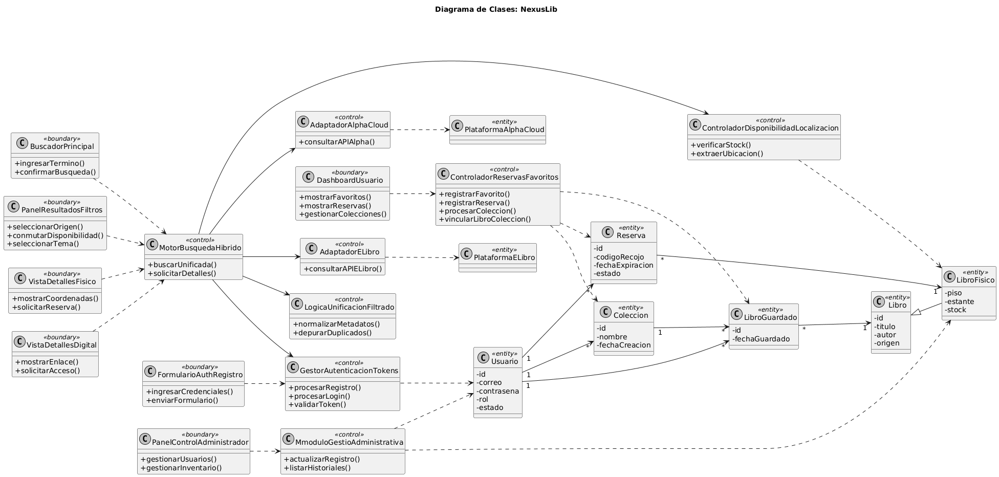 Diagrama de Clases: NexusLib
C «boundary»
BuscadorPrincipal
+ingresarTermino()
+confirmarBusqueda()
C «boundary»
PanelResultadosFiltros
+seleccionarOrigen()
+conmutarDisponibilidad()
+seleccionarTema()
C «boundary»
VistaDetallesFisico
+mostrarCoordenadas()
+solicitarReserva()
C «boundary»
VistaDetallesDigital
+mostrarEnlace()
+solicitarAcceso()
C «control»
MotorBusquedaHibrido
+buscarUnificada()
+solicitarDetalles()
C «boundary»
FormularioAuthRegistro
+ingresarCredenciales()
+enviarFormulario()
C «boundary»
PanelControlAdministrador
+gestionarUsuarios()
+gestionarInventario()
C «control»
AdaptadorAlphaCloud
+consultarAPIAlpha()
C «boundary»
DashboardUsuario
+mostrarFavoritos()
+mostrarReservas()
+gestionarColecciones()
C «control»
AdaptadorELibro
+consultarAPIELibro()
C «control»
LogicaUnificacionFiltrado
+normalizarMetadatos()
+depurarDuplicados()
C «control»
GestorAutenticacionTokens
+procesarRegistro()
+procesarLogin()
+validarToken()
C «control»
MmoduloGestioAdministrativa
+actualizarRegistro()
+listarHistoriales()
C «entity»
PlataformaAlphaCloud
C «control»
ControladorReservasFavoritos
+registrarFavorito()
+registrarReserva()
+procesarColeccion()
+vincularLibroColeccion()
C «entity»
PlataformaELibro
C «entity»
Usuario
-id
-correo
-contrasena
-rol
-estado
1
1
1
C «entity»
Reserva
-id
-codigoRecojo
-fechaExpiracion
-estado
*
*
C «entity»
Coleccion
-id
-nombre
-fechaCreacion
*
1
C «control»
ControladorDisponibilidadLocalizacion
+verificarStock()
+extraerUbicacion()
C «entity»
LibroGuardado
-id
-fechaGuardado
*
*
*
C «entity»
Libro
-id
-titulo
-autor
-origen
1
C «entity»
LibroFisico
-piso
-estante
-stock
1